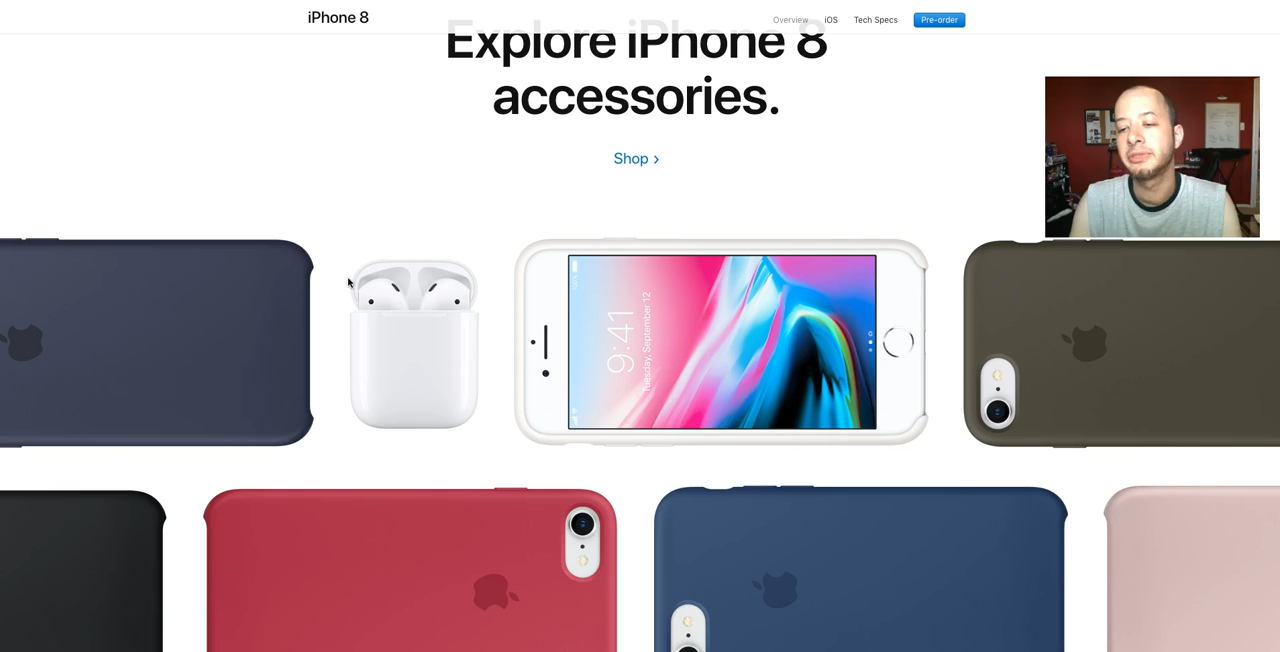 iPhone 8
Overview
iOS
Tech Specs
Pre-order
Explore iPhone 8
accessories.
Shop >
9:41
Tuesday, September 12